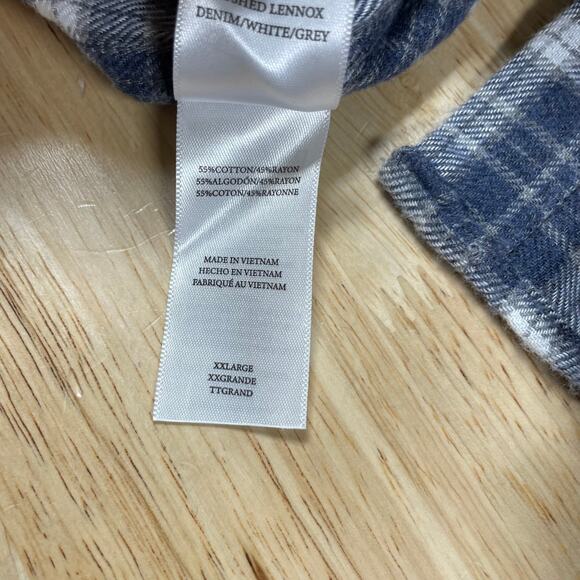 LENNOX
DENIM/WHITE/GREY
55%COTTON/45%RAYON
55%ALGODÓN/45%RAYON
55%COTON/45%RAYONNE
MADE IN VIETNAM
HECHO EN VIETNAM
FABRIQUÉ AU VIETNAM
XXLARGE
XXGRANDE
TTGRAND